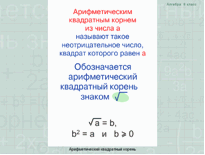 Арифметическим
квадратным корнем
из числа а
называют такое
неотрицательное число,
квадрат которого равен а
Обозначается
арифметический
квадратный корень
знаком √
√a = b,
b² = a и b ⩾ 0
Арифметический квадратный корень